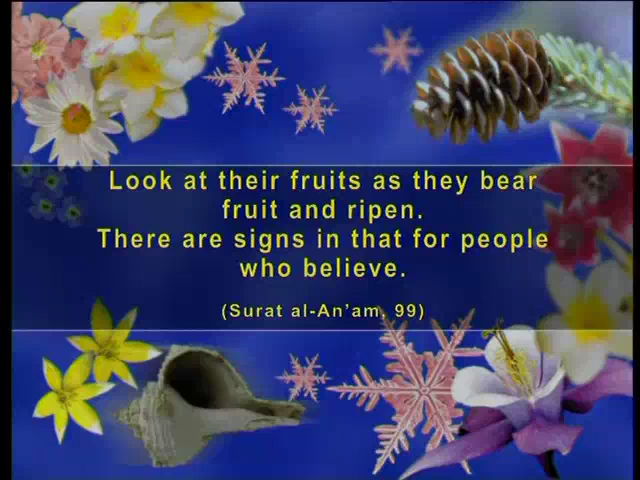 Look at their fruits as they bear
fruit and ripen.
There are signs in that for people
who believe.
(Surat al-An'am, 99)